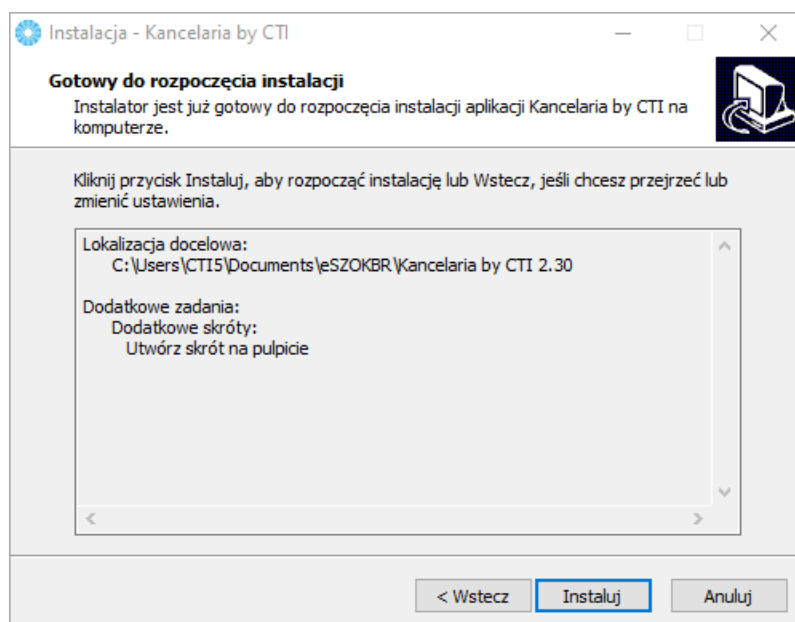 Instalacja - Kancelaria by CTI
Gotowy do rozpoczęcia instalacji
Instalator jest już gotowy do rozpoczęcia instalacji aplikacji Kancelaria by CTI na
komputerze.
Kliknij przycisk Instaluj, aby rozpocząć instalację lub Wstecz, jeśli chcesz przejrzeć lub
zmienić ustawienia.
Lokalizacja docelowa:
C:\Users\CTI5\Documents\eSZOKBR\Kancelaria by CTI 2.30
Dodatkowe zadania:
Dodatkowe skróty:
Utwórz skrót na pulpicie
< Wstecz
Instaluj
Anuluj